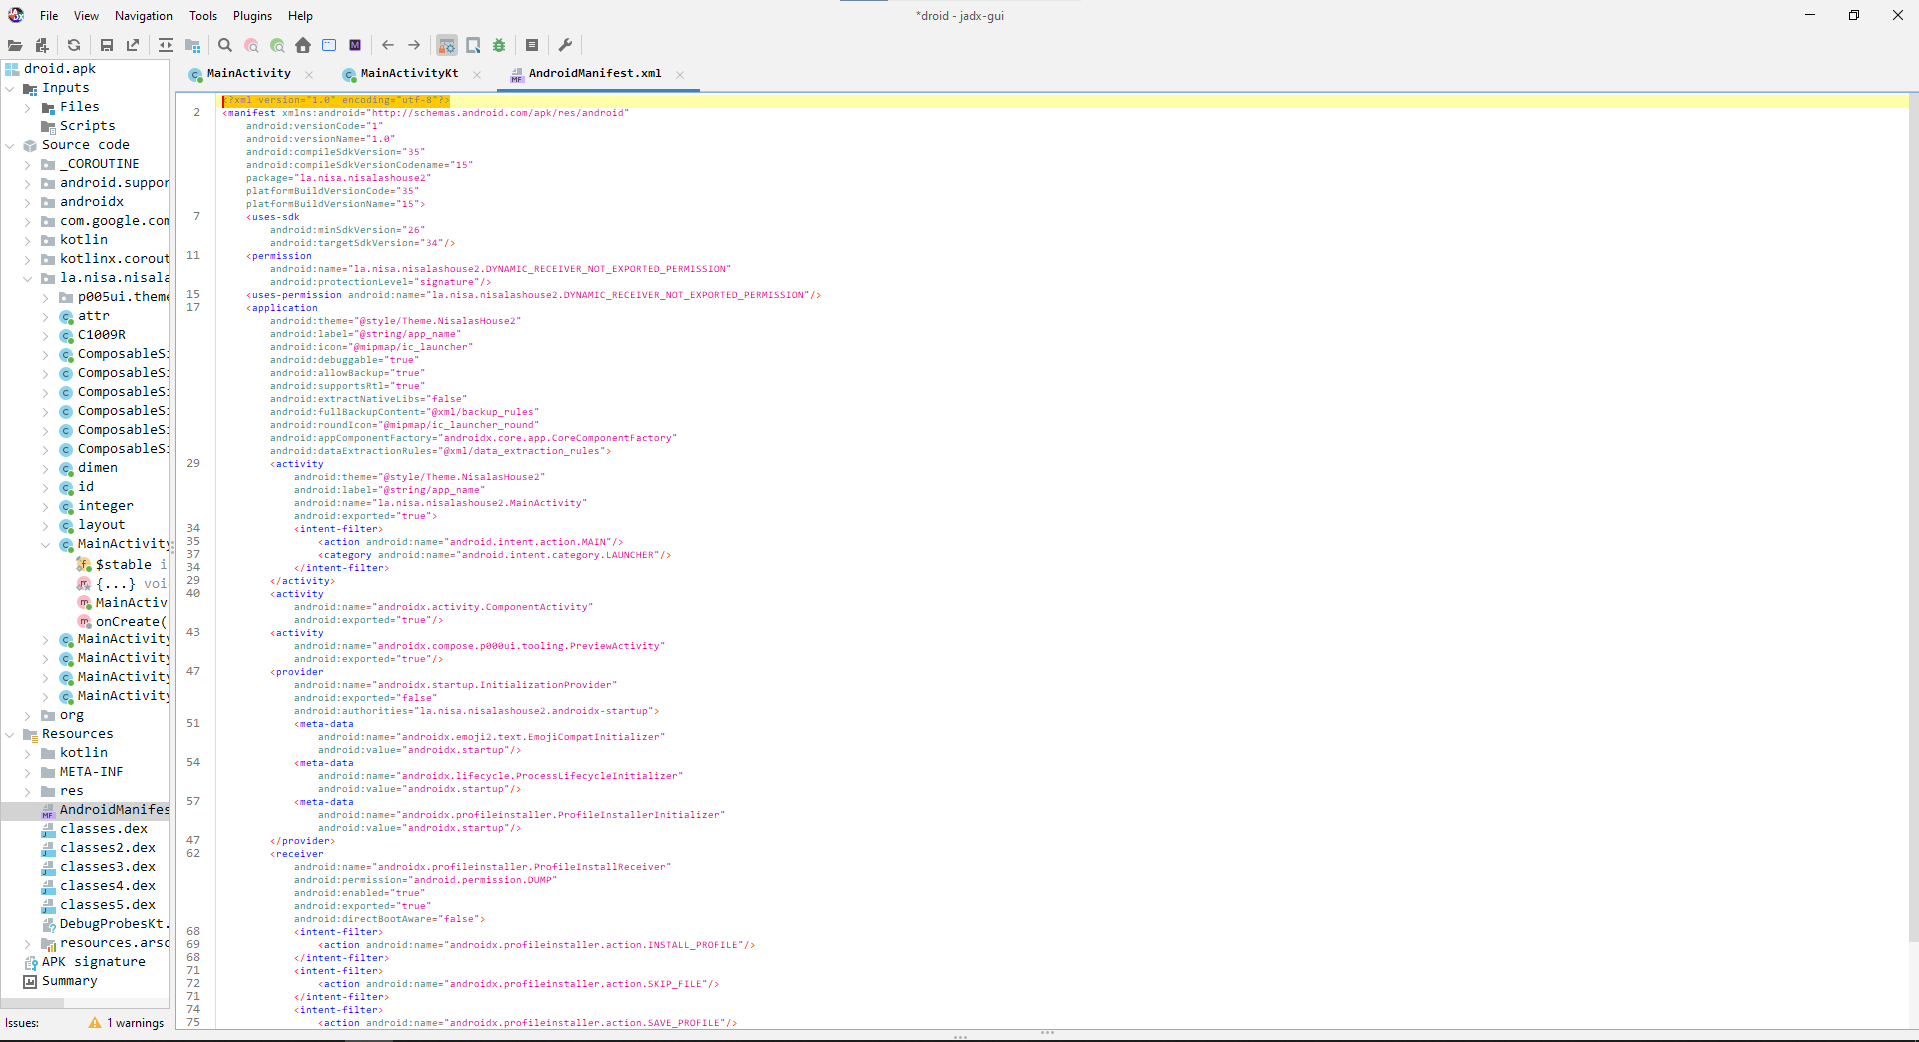 *droid - jadx-gui
File View Navigation Tools Plugins Help
MainActivity
MainActivityKt
AndroidManifest.xml
droid.apk
Inputs
Files
Scripts
Source code
_COROUTINE
android.suppor
androidx
com.google.com
kotlin
kotlinx.corout
la.nisa.nisala
p005ui.theme
attr
C1009R
ComposableSi
ComposableSi
ComposableSi
ComposableSi
ComposableSi
ComposableSi
dimen
id
integer
layout
MainActivity
$stable i
{...} voi
MainActiv
onCreate(
MainActivity
MainActivity
MainActivity
MainActivity
org
Resources
kotlin
META-INF
res
AndroidManifes
classes.dex
classes2.dex
classes3.dex
classes4.dex
classes5.dex
DebugProbesKt.
resources.arsc
APK signature
Summary
Issues: 1 warnings
<?xml version="1.0" encoding="utf-8"?>
2 <manifest xmlns:android="http://schemas.android.com/apk/res/android"
android:versionCode="1"
android:versionName="1.0"
android:compileSdkVersion="35"
android:compileSdkVersionCodename="15"
package="la.nisa.nisalashouse2"
platformBuildVersionCode="35"
platformBuildVersionName="15">
7 <uses-sdk
android:minSdkVersion="26"
android:targetSdkVersion="34"/>
11 <permission
android:name="la.nisa.nisalashouse2.DYNAMIC_RECEIVER_NOT_EXPORTED_PERMISSION"
android:protectionLevel="signature"/>
15 <uses-permission android:name="la.nisa.nisalashouse2.DYNAMIC_RECEIVER_NOT_EXPORTED_PERMISSION"/>
17 <application
android:theme="@style/Theme.NisalasHouse2"
android:label="@string/app_name"
android:icon="@mipmap/ic_launcher"
android:debuggable="true"
android:allowBackup="true"
android:supportsRtl="true"
android:extractNativeLibs="false"
android:fullBackupContent="@xml/backup_rules"
android:roundIcon="@mipmap/ic_launcher_round"
android:appComponentFactory="androidx.core.app.CoreComponentFactory"
android:dataExtractionRules="@xml/data_extraction_rules">
29 <activity
android:theme="@style/Theme.NisalasHouse2"
android:label="@string/app_name"
android:name="la.nisa.nisalashouse2.MainActivity"
android:exported="true">
34 <intent-filter>
35 <action android:name="android.intent.action.MAIN"/>
37 <category android:name="android.intent.category.LAUNCHER"/>
34 </intent-filter>
29 </activity>
40 <activity
android:name="androidx.activity.ComponentActivity"
android:exported="true"/>
43 <activity
android:name="androidx.compose.p000ui.tooling.PreviewActivity"
android:exported="true"/>
47 <provider
android:name="androidx.startup.InitializationProvider"
android:exported="false"
android:authorities="la.nisa.nisalashouse2.androidx-startup">
51 <meta-data
android:name="androidx.emoji2.text.EmojiCompatInitializer"
android:value="androidx.startup"/>
54 <meta-data
android:name="androidx.lifecycle.ProcessLifecycleInitializer"
android:value="androidx.startup"/>
57 <meta-data
android:name="androidx.profileinstaller.ProfileInstallerInitializer"
android:value="androidx.startup"/>
47 </provider>
62 <receiver
android:name="androidx.profileinstaller.ProfileInstallReceiver"
android:permission="android.permission.DUMP"
android:enabled="true"
android:exported="true"
android:directBootAware="false">
68 <intent-filter>
69 <action android:name="androidx.profileinstaller.action.INSTALL_PROFILE"/>
68 </intent-filter>
71 <intent-filter>
72 <action android:name="androidx.profileinstaller.action.SKIP_FILE"/>
71 </intent-filter>
74 <intent-filter>
75 <action android:name="androidx.profileinstaller.action.SAVE_PROFILE"/>